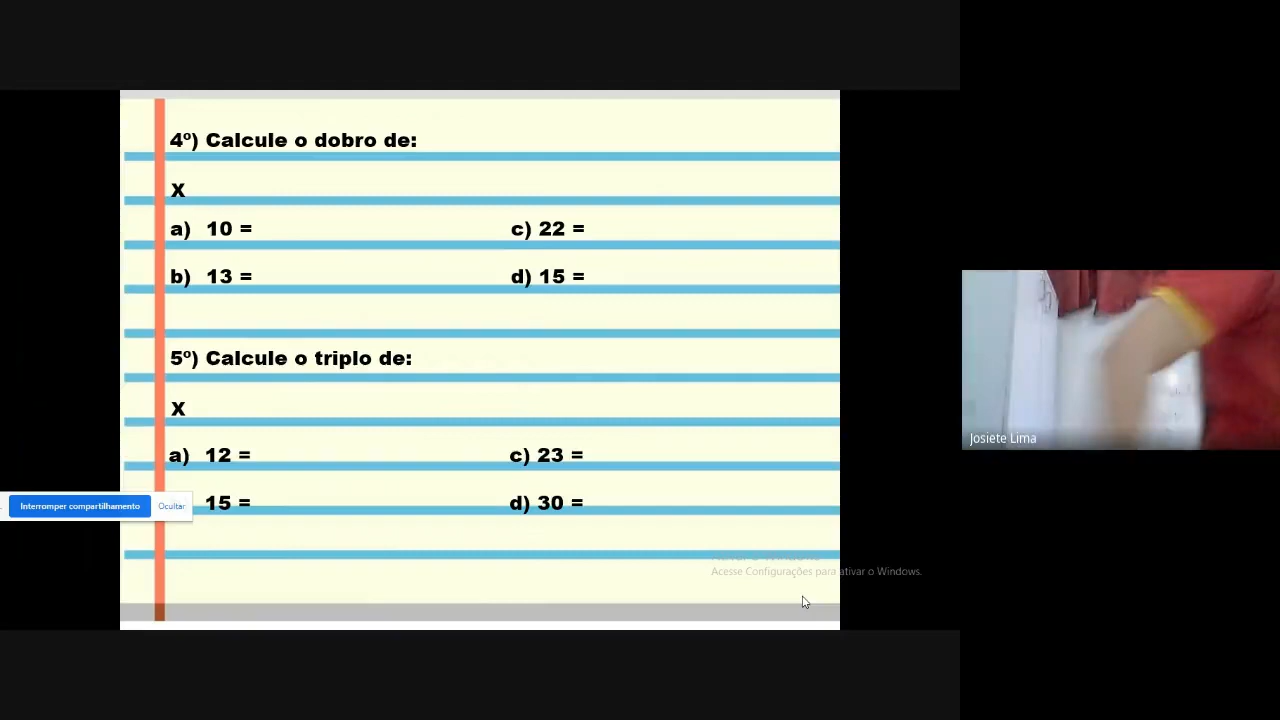 4º) Calcule o dobro de:
X
a) 10 =
c) 22 =
b) 13 =
d) 15 =
5º) Calcule o triplo de:
X
a) 12 =
c) 23 =
15 =
d) 30 =
Interromper compartilhamento
Ocultar
Acesse Configurações para ativar o Windows.
Josiete Lima